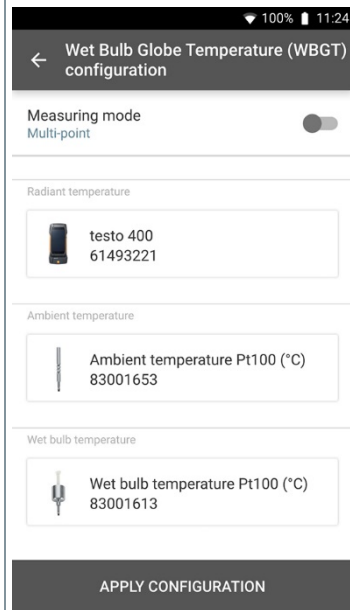 100% 11:24
Wet Bulb Globe Temperature (WBGT)
configuration
Measuring mode
Multi-point
Radiant temperature
testo 400
61493221
Ambient temperature
Ambient temperature Pt100 (°C)
83001653
Wet bulb temperature
Wet bulb temperature Pt100 (°C)
83001613
APPLY CONFIGURATION